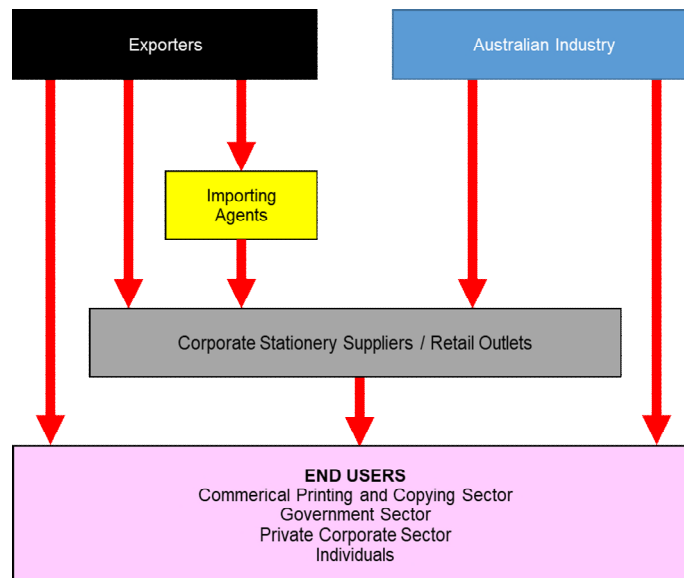 Exporters
Australian Industry
Importing
Agents
Corporate Stationery Suppliers / Retail Outlets
END USERS
Commerical Printing and Copying Sector
Government Sector
Private Corporate Sector
Individuals